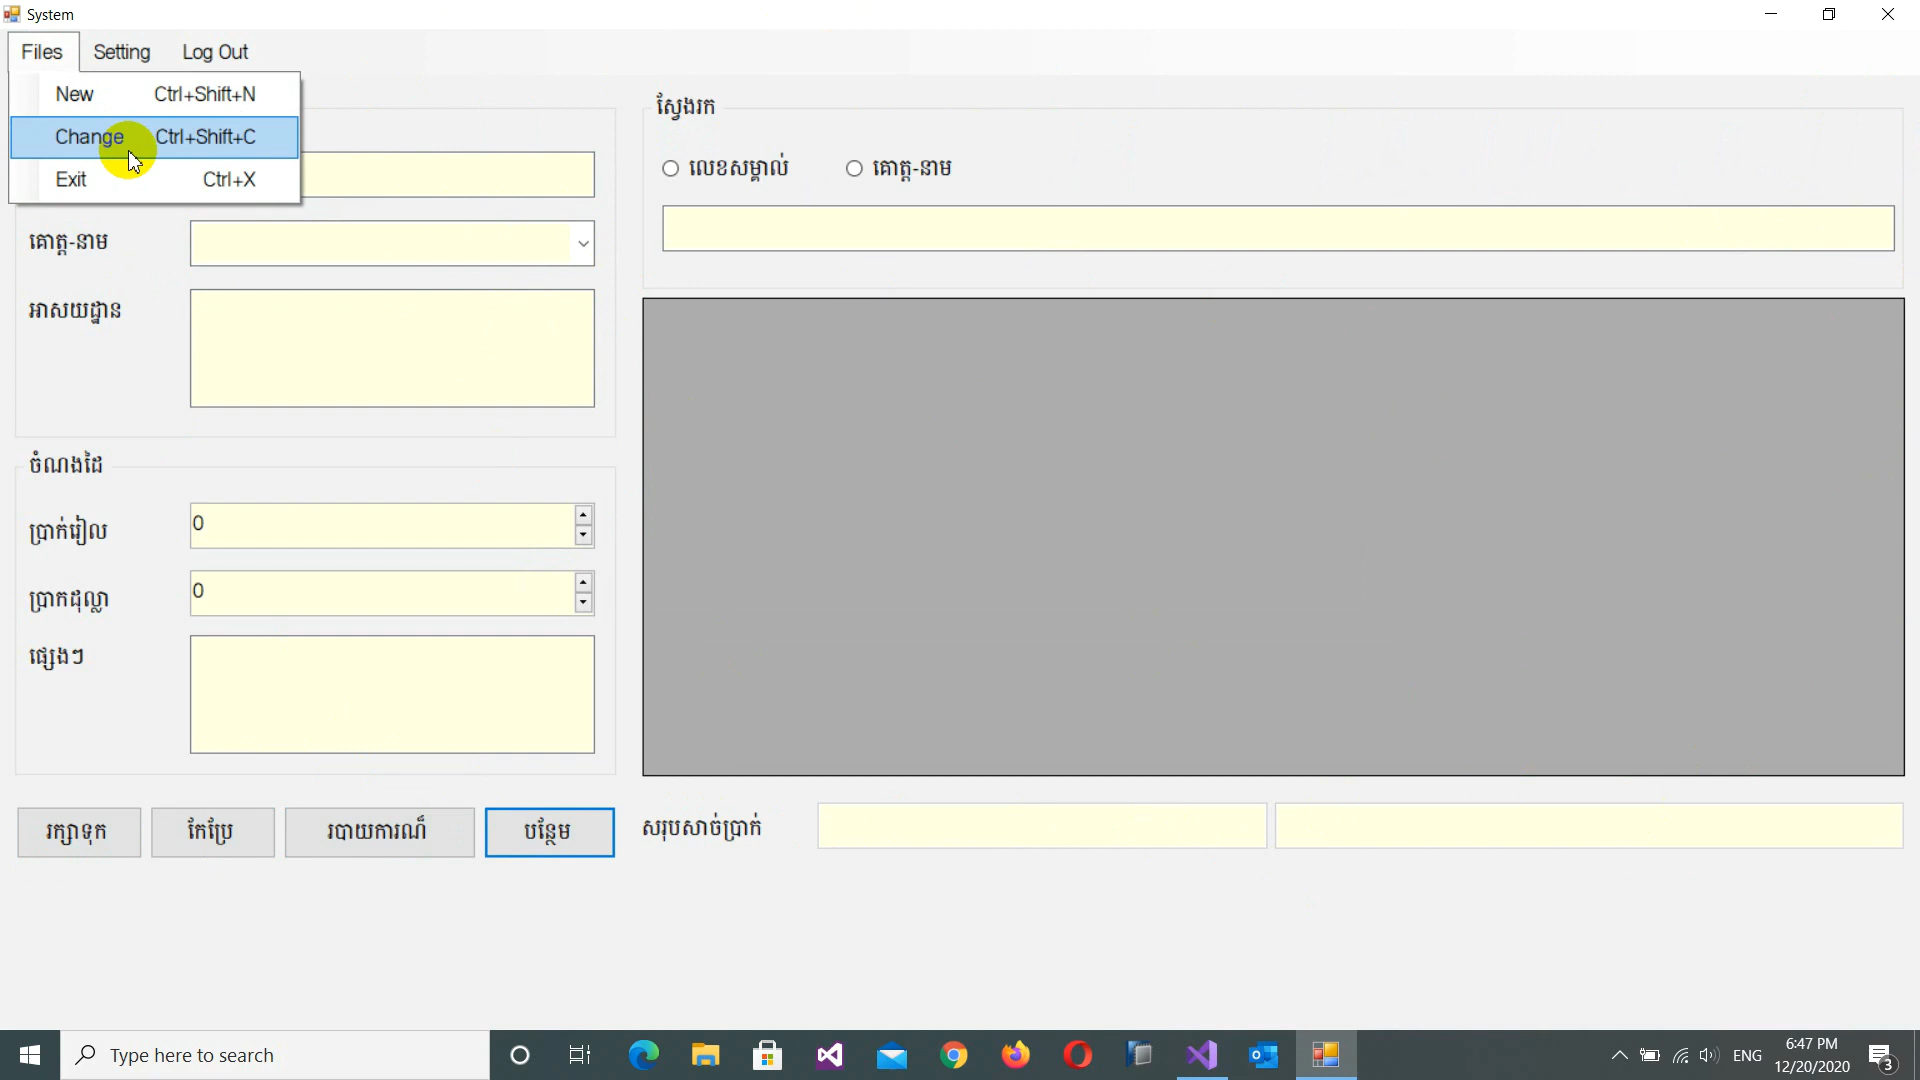 System
Files Setting Log Out
New Ctrl+Shift+N
Change Ctrl+Shift+C
Exit Ctrl+X
គោត្ត-នាម
អាសយដ្ឋាន
ចំណងដៃ
ប្រាក់រៀល 0
ប្រាកដុល្លា 0
ផ្សេងៗ
រក្សាទុក កែប្រែ របាយការណ៍ បន្ថែម
ស្វែងរក
លេខសម្គាល់ គោត្ត-នាម
សរុបសាច់ប្រាក់
Type here to search
ENG
6:47 PM
12/20/2020
3